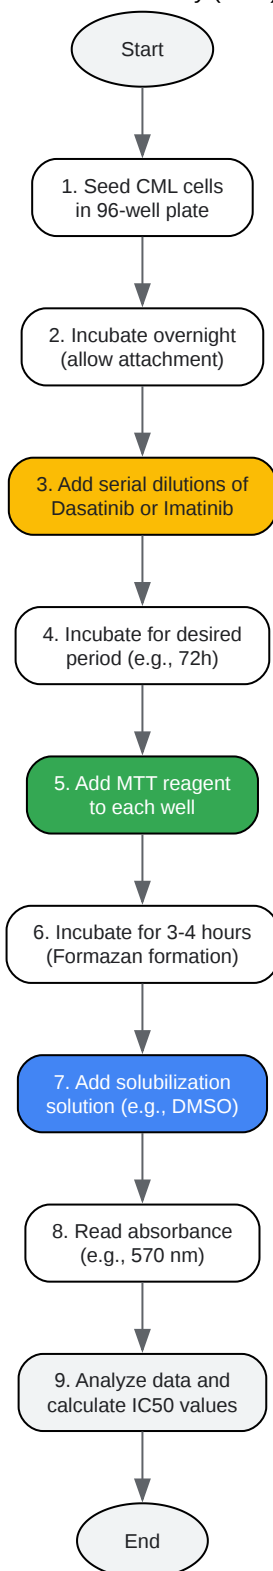 Start
1. Seed CML cells
in 96-well plate
2. Incubate overnight
(allow attachment)
3. Add serial dilutions of
Dasatinib or Imatinib
4. Incubate for desired
period (e.g., 72h)
5. Add MTT reagent
to each well
6. Incubate for 3-4 hours
(Formazan formation)
7. Add solubilization
solution (e.g., DMSO)
8. Read absorbance
(e.g., 570 nm)
9. Analyze data and
calculate IC50 values
End